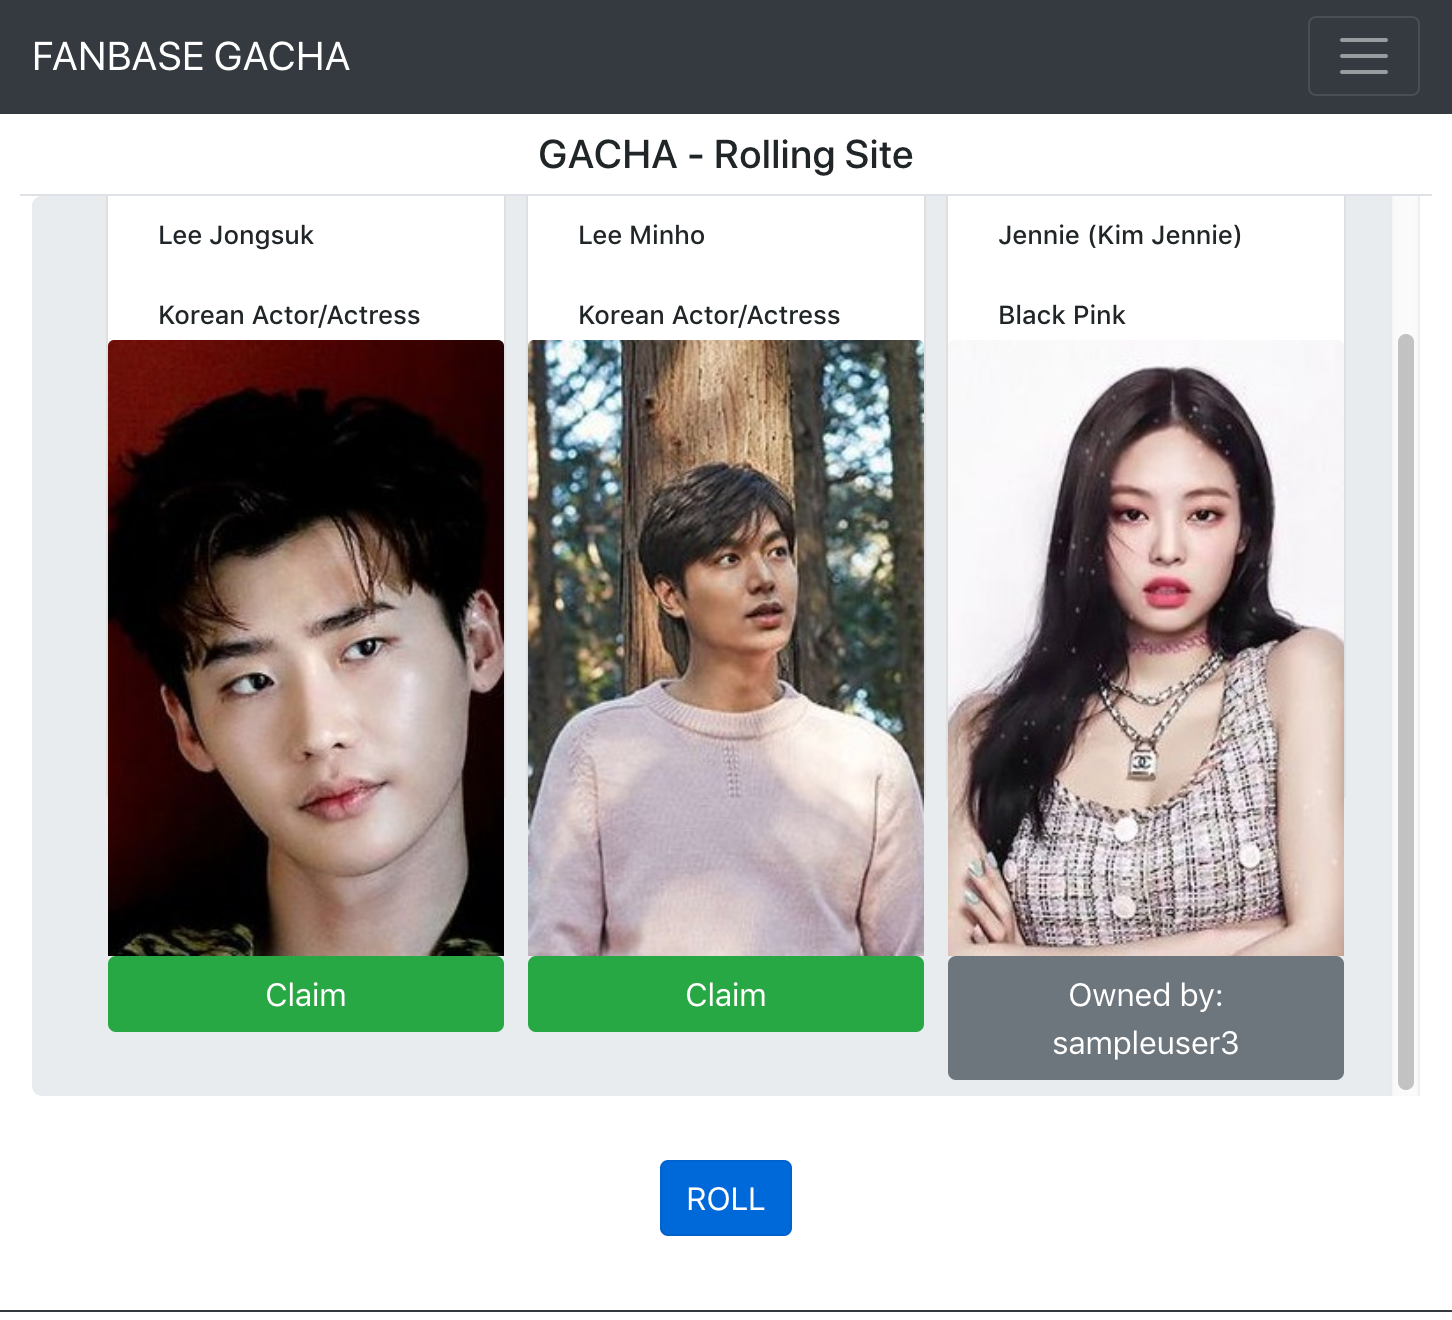 FANBASE GACHA
GACHA - Rolling Site
Lee Jongsuk
Korean Actor/Actress
Claim
Lee Minho
Korean Actor/Actress
Claim
Jennie (Kim Jennie)
Black Pink
Owned by:
sampleuser3
ROLL